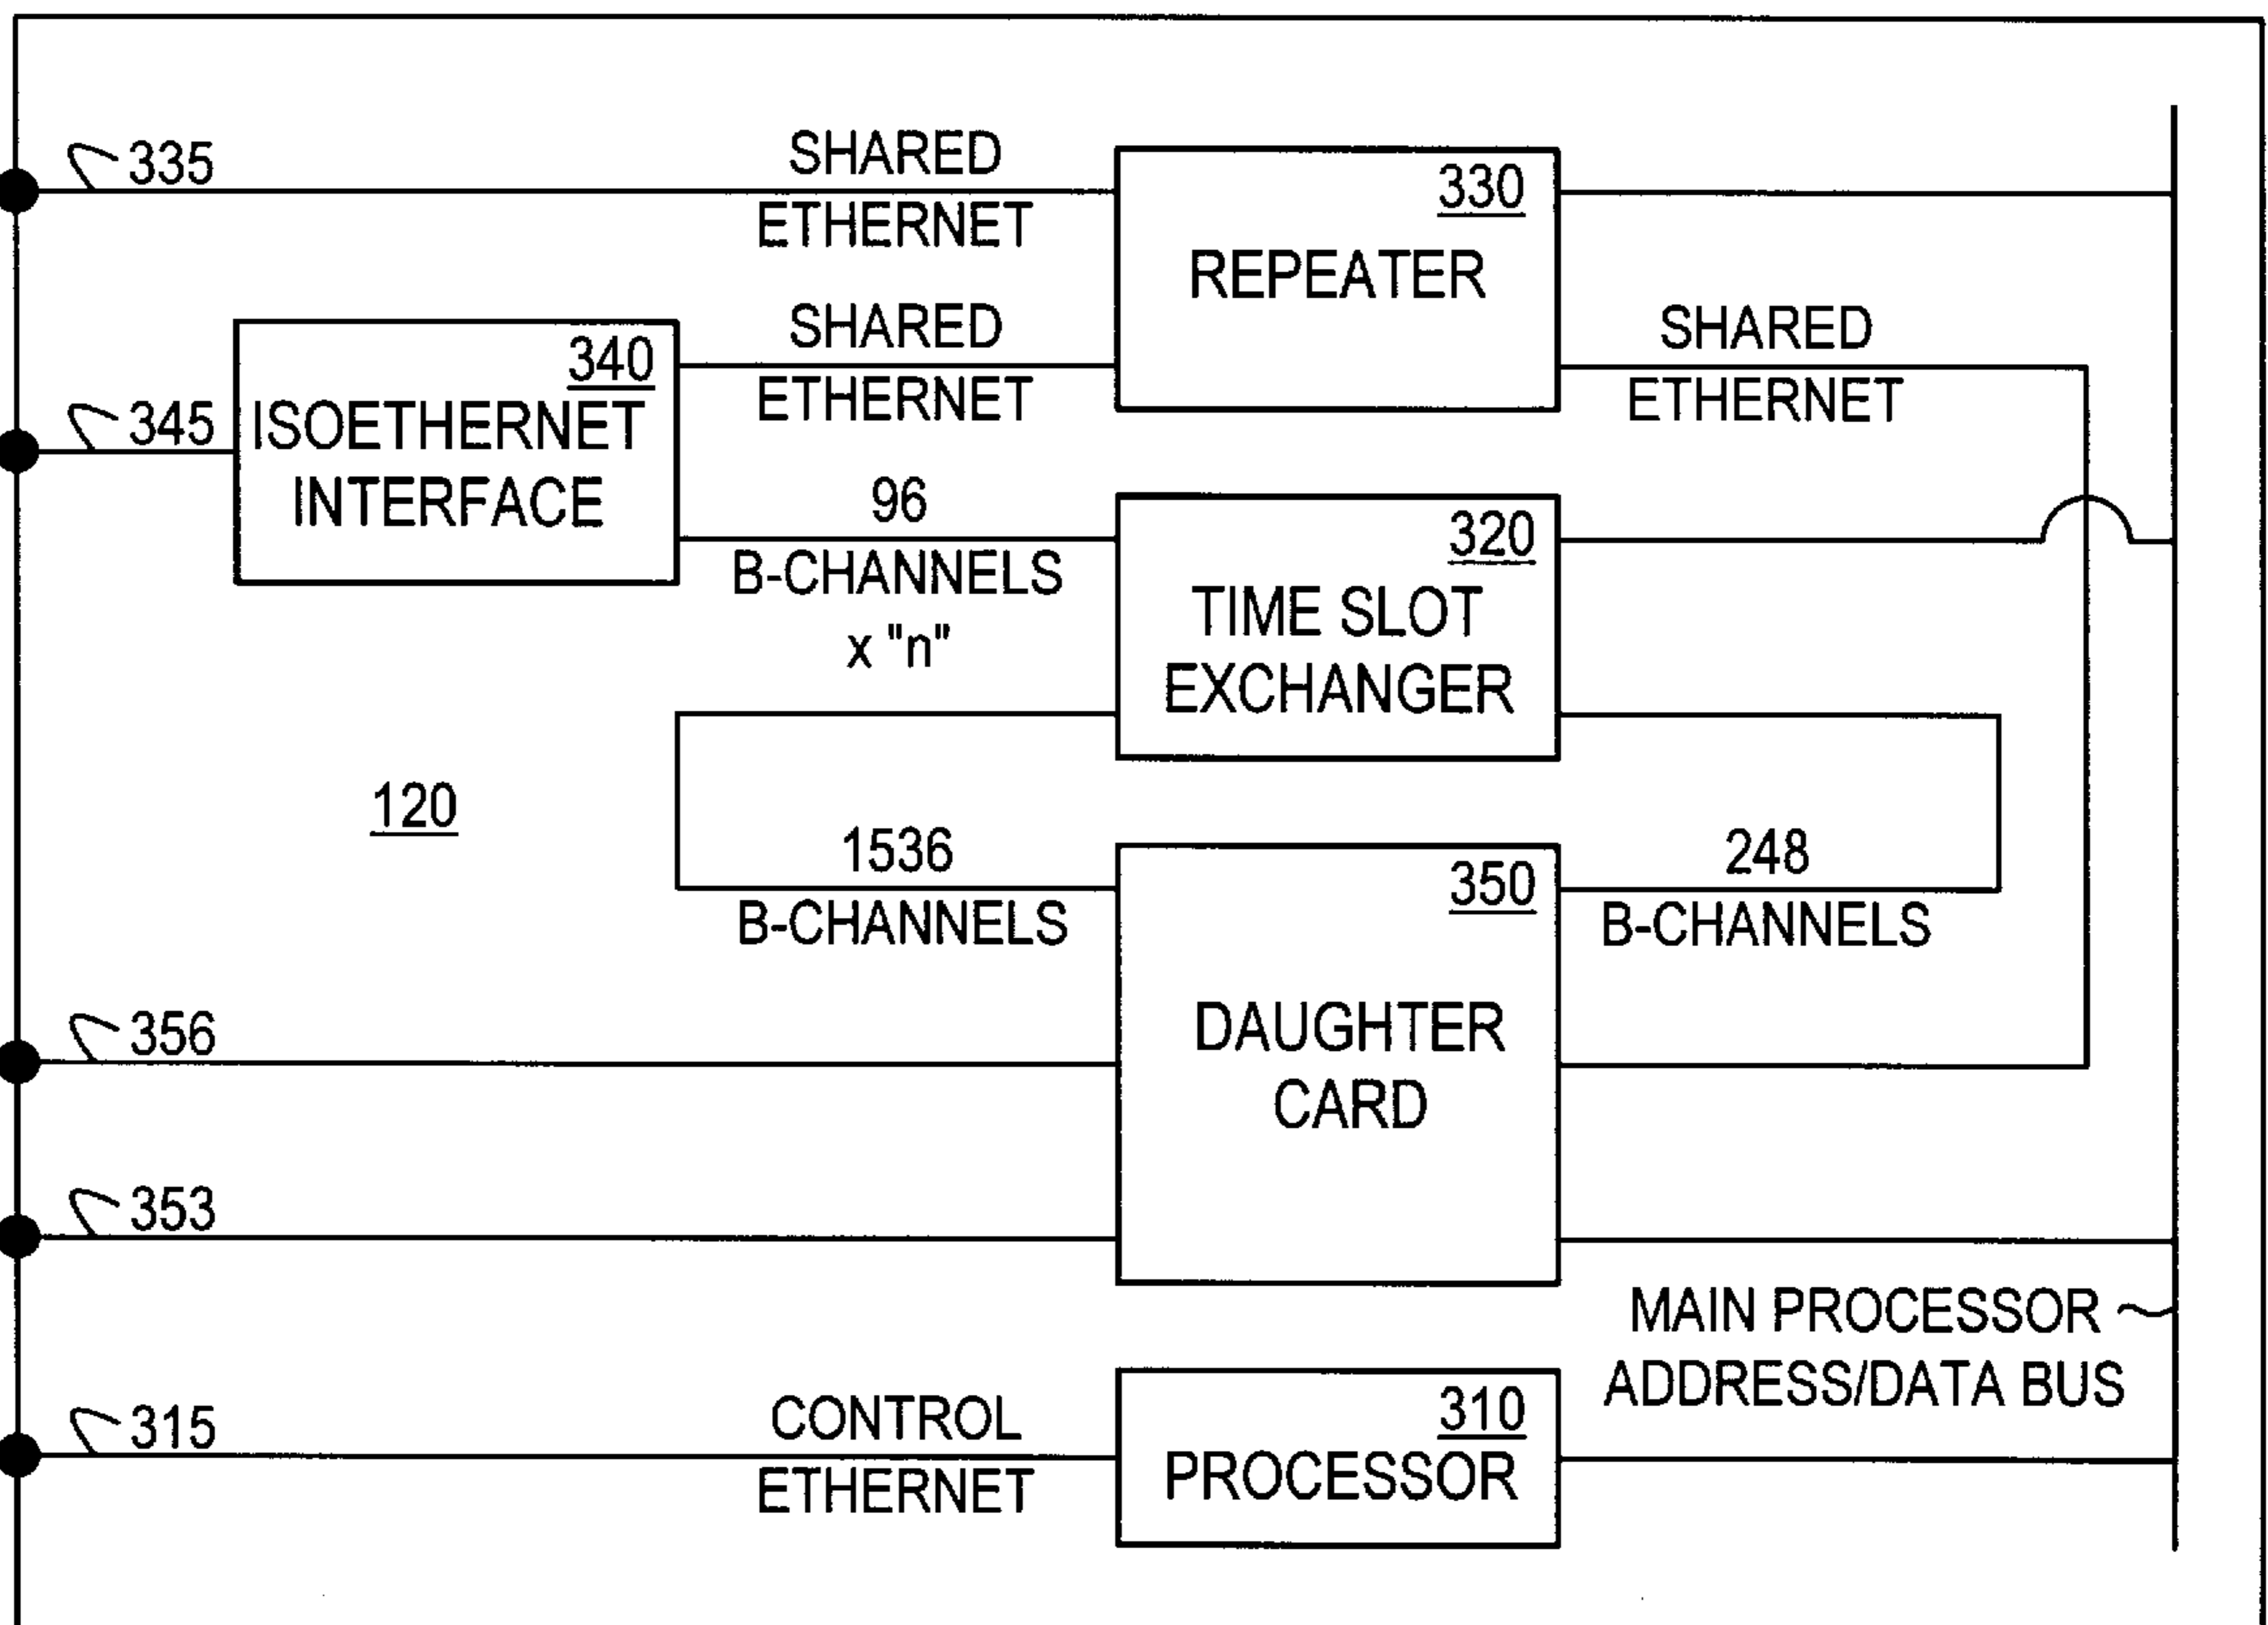 335
SHARED
ETHERNET
330
REPEATER
SHARED
ETHERNET
SHARED
ETHERNET
345
340
ISOETHERNET
INTERFACE
96
B-CHANNELS
x "n"
320
TIME SLOT
EXCHANGER
120
1536
B-CHANNELS
350
DAUGHTER
CARD
248
B-CHANNELS
356
353
MAIN PROCESSOR
ADDRESS/DATA BUS
315
CONTROL
ETHERNET
310
PROCESSOR